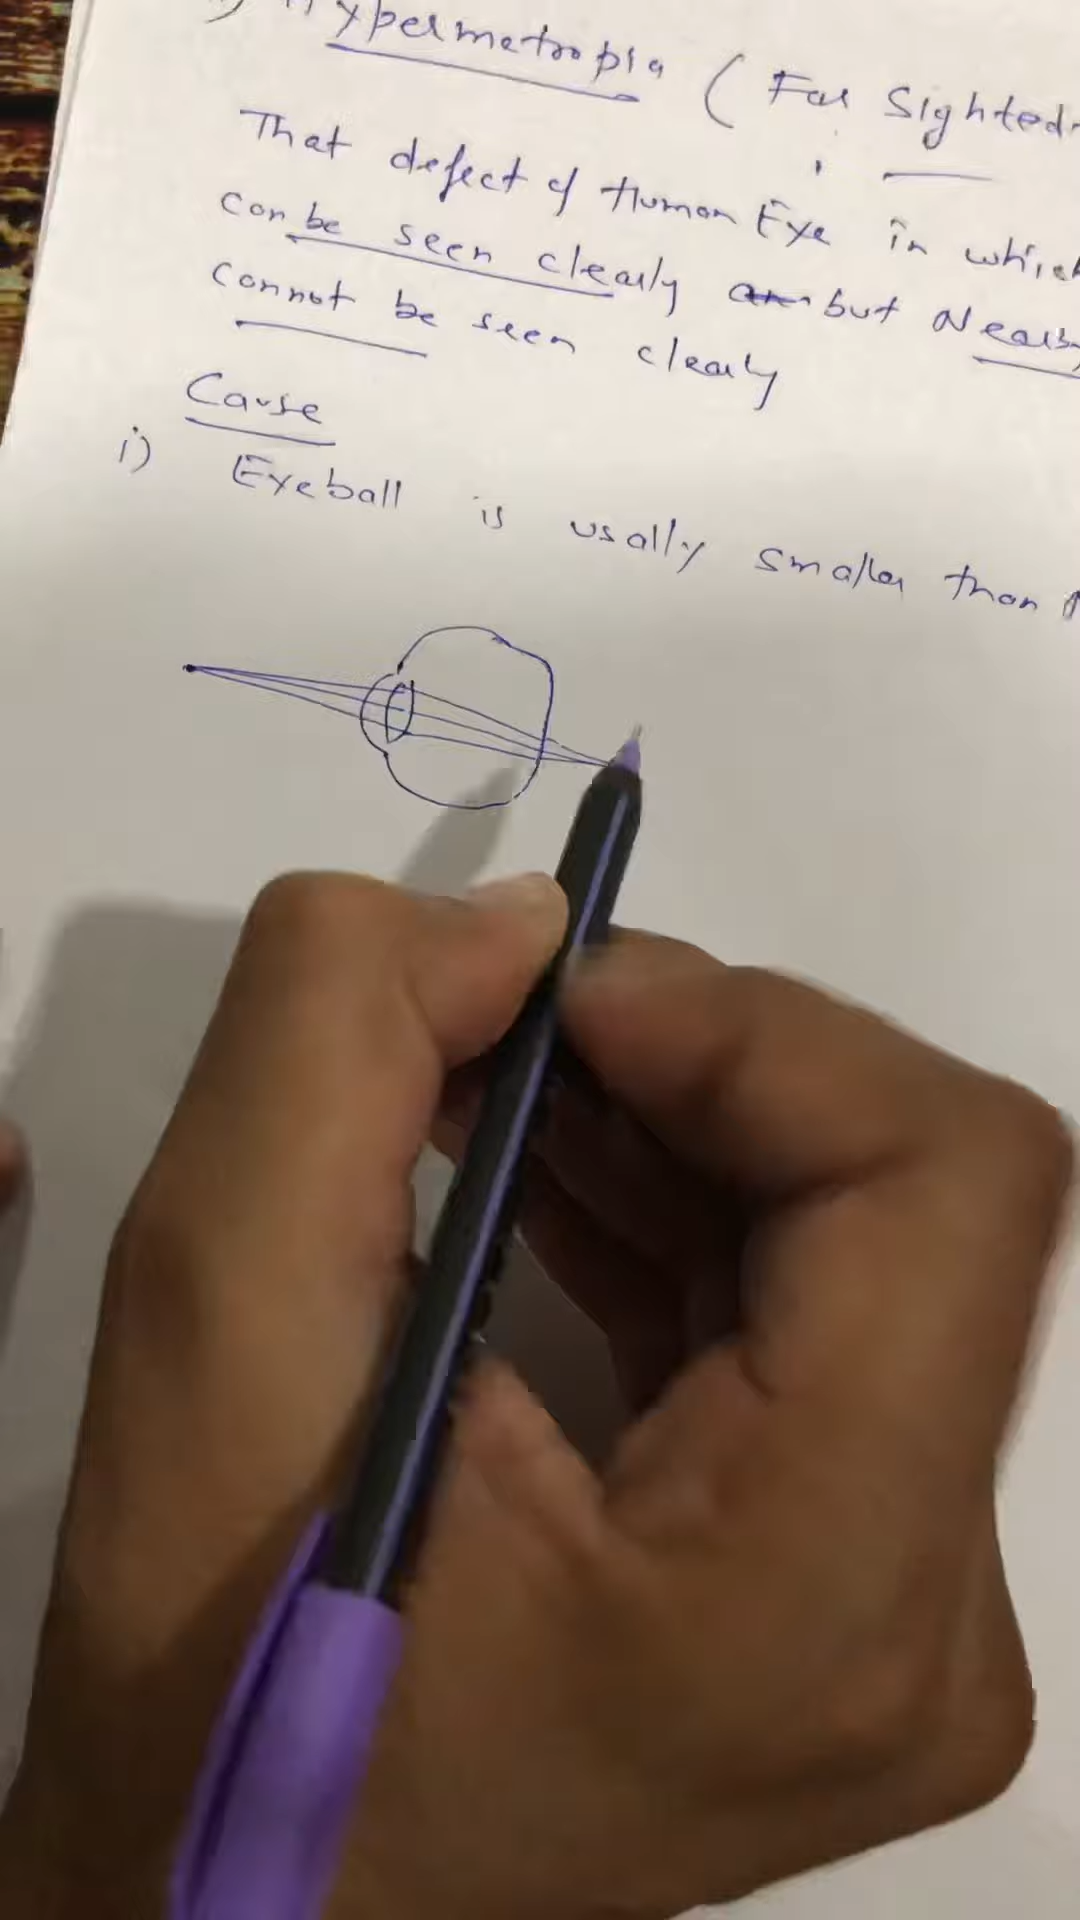 Hypermetropia (Far Sighted
That defect of Human Eye in which
can be seen clearly but Nearby
cannot be seen clearly
Cause
i) Eyeball is usally smaller than